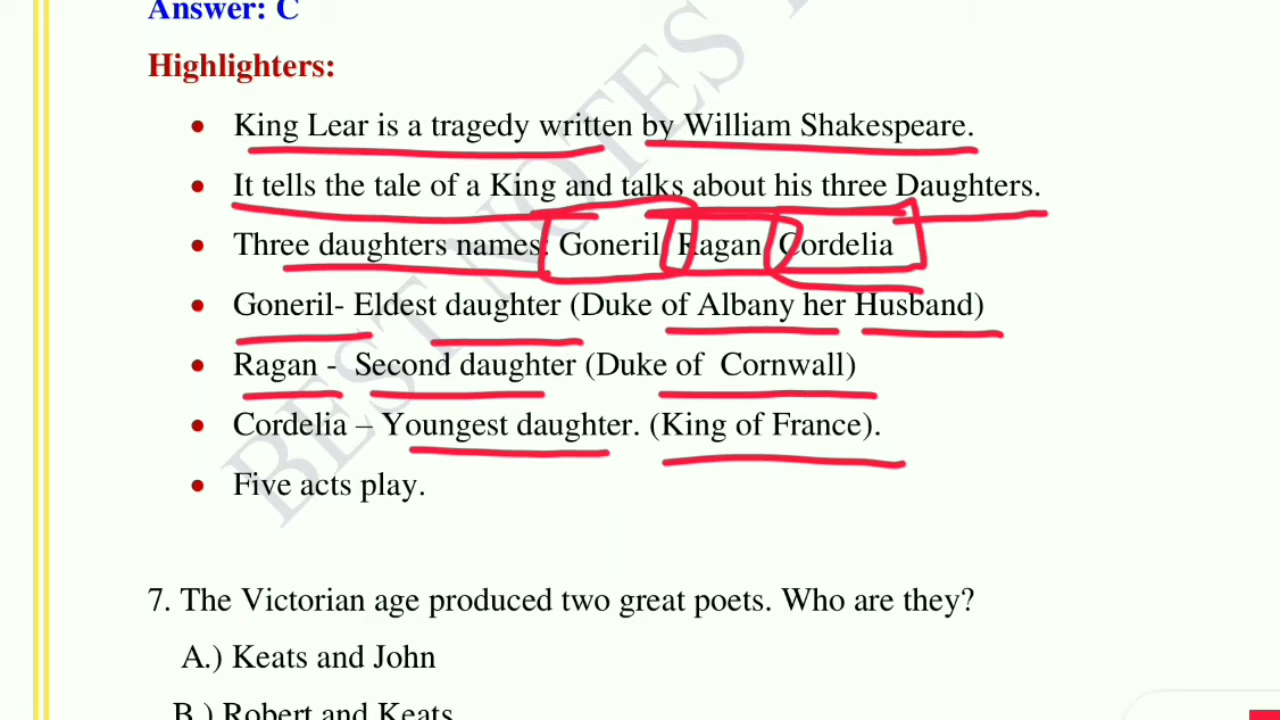 Answer: C
Highlighters:
• King Lear is a tragedy written by William Shakespeare.
• It tells the tale of a King and talks about his three Daughters.
• Three daughters names: Goneril, Ragan, Cordelia
• Goneril- Eldest daughter (Duke of Albany her Husband)
• Ragan - Second daughter (Duke of Cornwall)
• Cordelia – Youngest daughter. (King of France).
• Five acts play.
7. The Victorian age produced two great poets. Who are they?
A.) Keats and John
B.) Robert and Keats
BEST NOTES